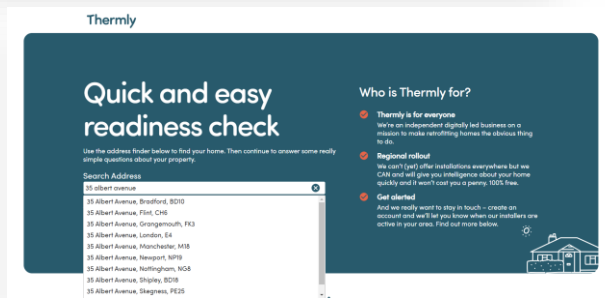 Thermly
Quick and easy
readiness check
Use the address finder below to find your home. Then continue to answer some really
simple questions about your property.
Search Address
35 albert avenue
35 Albert Avenue, Bradford, BD10
35 Albert Avenue, Flint, CH6
35 Albert Avenue, Grangemouth, FK3
35 Albert Avenue, London, E4
35 Albert Avenue, Manchester, M18
35 Albert Avenue, Newport, NP19
35 Albert Avenue, Nottingham, NG8
35 Albert Avenue, Shipley, BD18
35 Albert Avenue, Skegness, PE25
Who is Thermly for?
Thermly is for everyone
We're an independent digitally led business on a
mission to make retrofitting homes the obvious thing
to do.
Regional rollout
We can't (yet) offer installations everywhere but we
CAN and will give you intelligence about your home
quickly and it won't cost you a penny. 100% free.
Get alerted
And we really want to stay in touch – create an
account and we'll let you know when our installers are
active in your area. Find out more below.